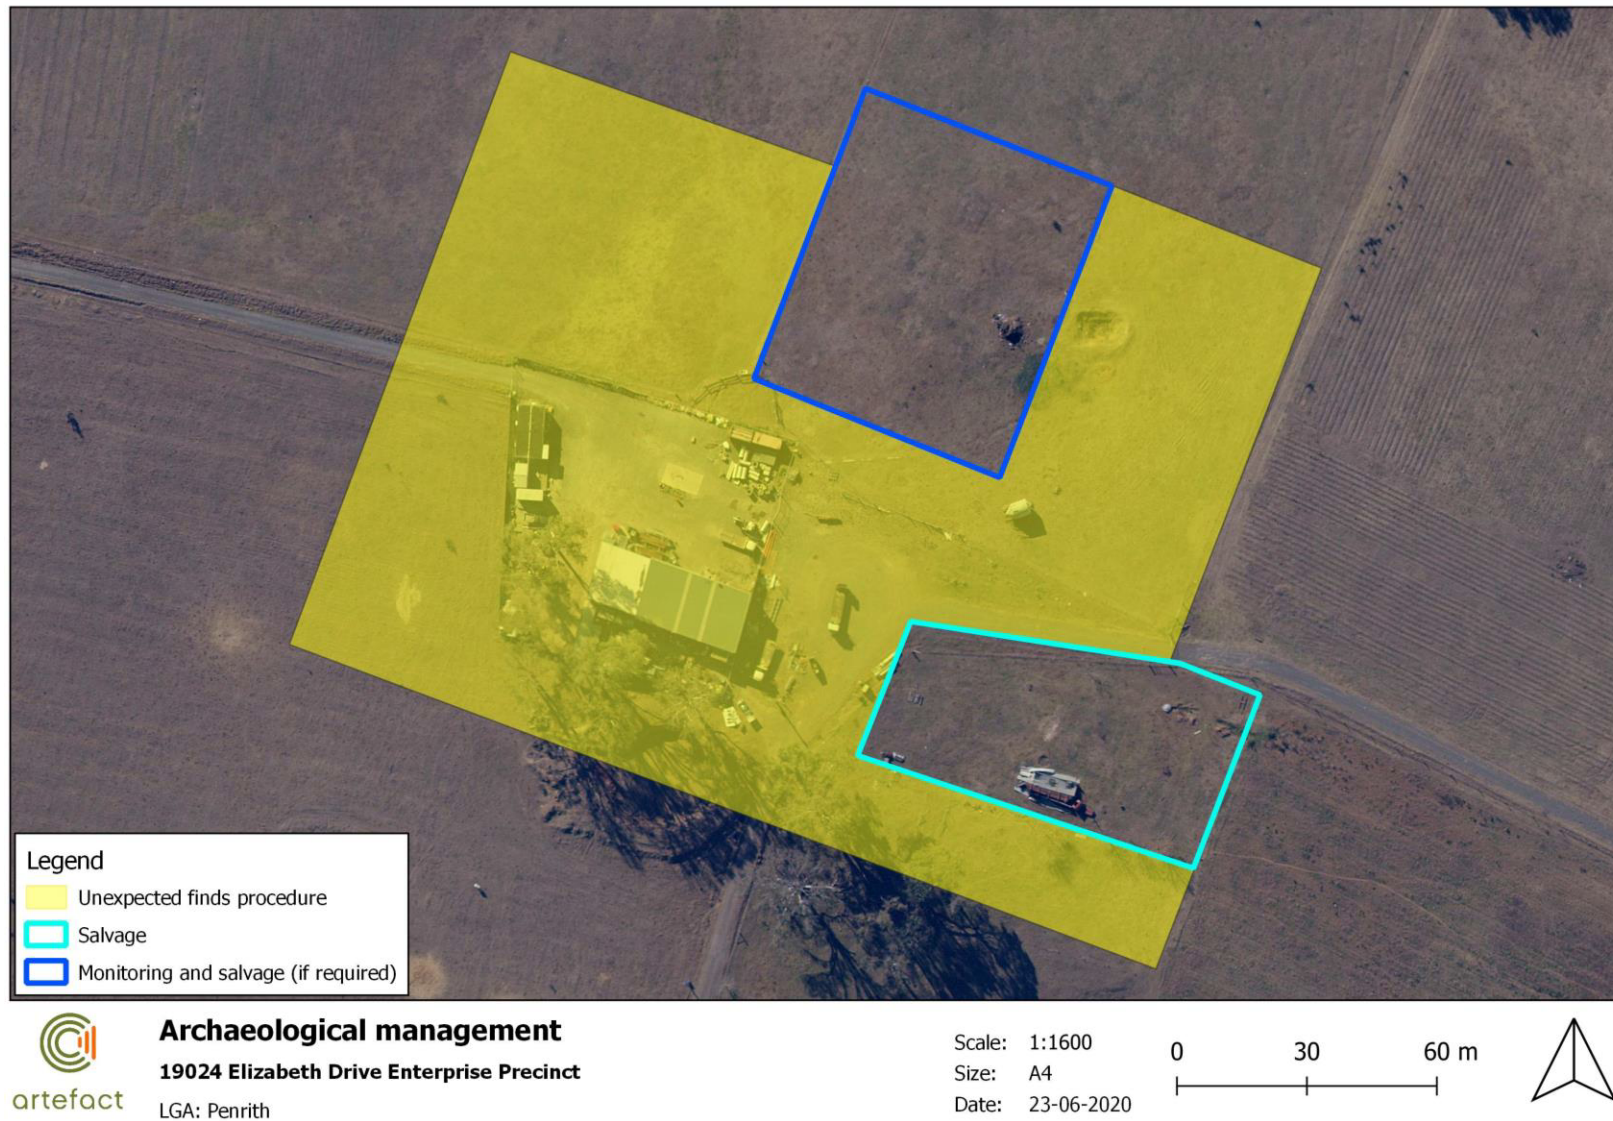 Legend
Unexpected finds procedure
Salvage
Monitoring and salvage (if required)
artefact
Archaeological management
19024 Elizabeth Drive Enterprise Precinct
LGA: Penrith
Scale: 1:1600
Size: A4
Date: 23-06-2020
0 30 60 m